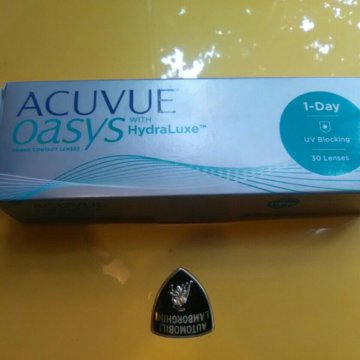 ACUVUE
oasys WITH HydraLuxe™
1-Day
UV Blocking
30 Lenses
AUTOMOBILI
LAMBORGHINI